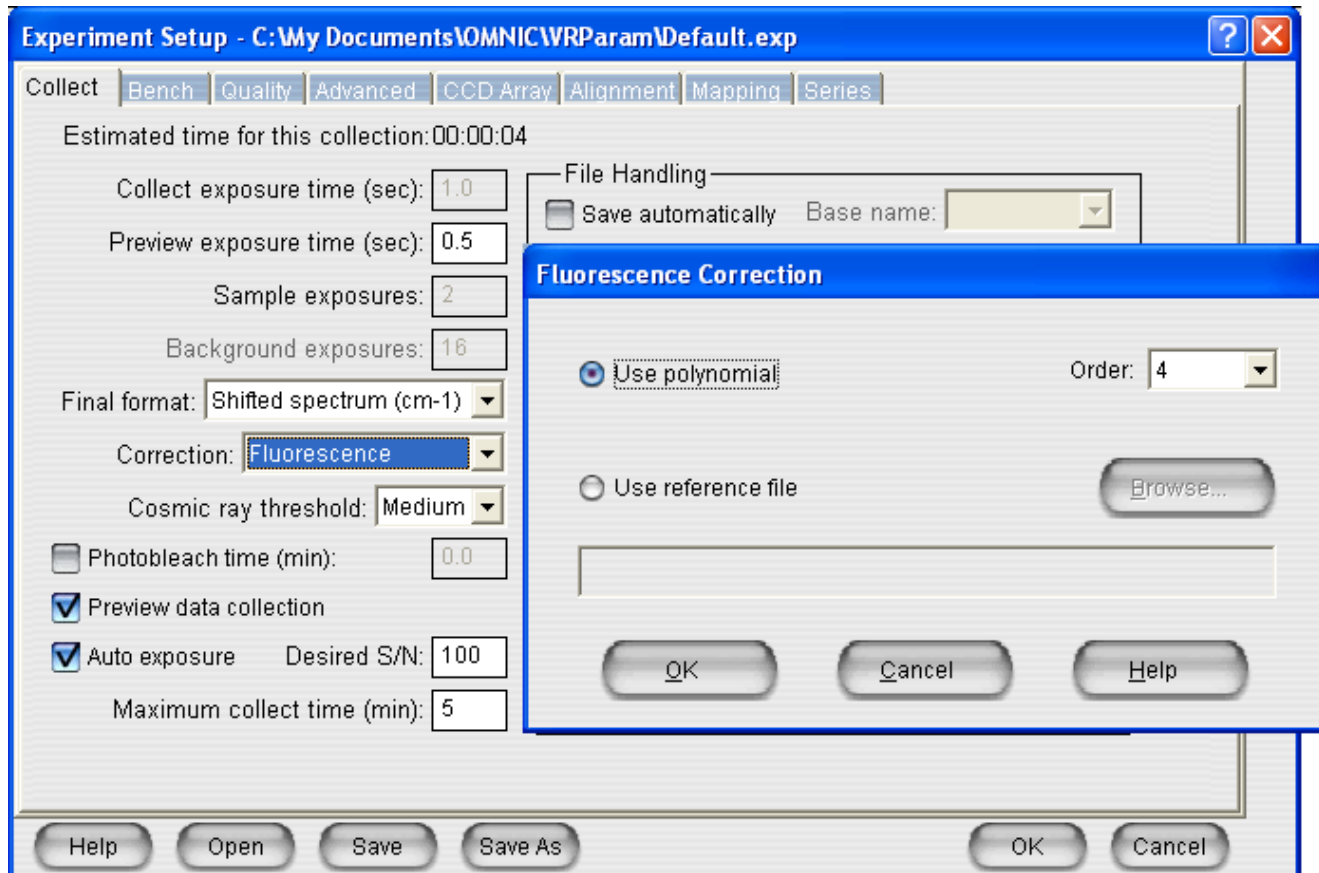 Experiment Setup - C:\My Documents\OMNIC\VRParam\Default.exp
Collect Bench Quality Advanced CCD Array Alignment Mapping Series
Estimated time for this collection:00:00:04
Collect exposure time (sec): 1.0
Preview exposure time (sec): 0.5
Sample exposures: 2
Background exposures: 16
Final format: Shifted spectrum (cm-1)
Correction: Fluorescence
Cosmic ray threshold: Medium
Photobleach time (min): 0.0
Preview data collection
Auto exposure Desired S/N: 100
Maximum collect time (min): 5
File Handling
Save automatically Base name:
Fluorescence Correction
Use polynomial Order: 4
Use reference file Browse...
OK Cancel Help
Help Open Save Save As OK Cancel